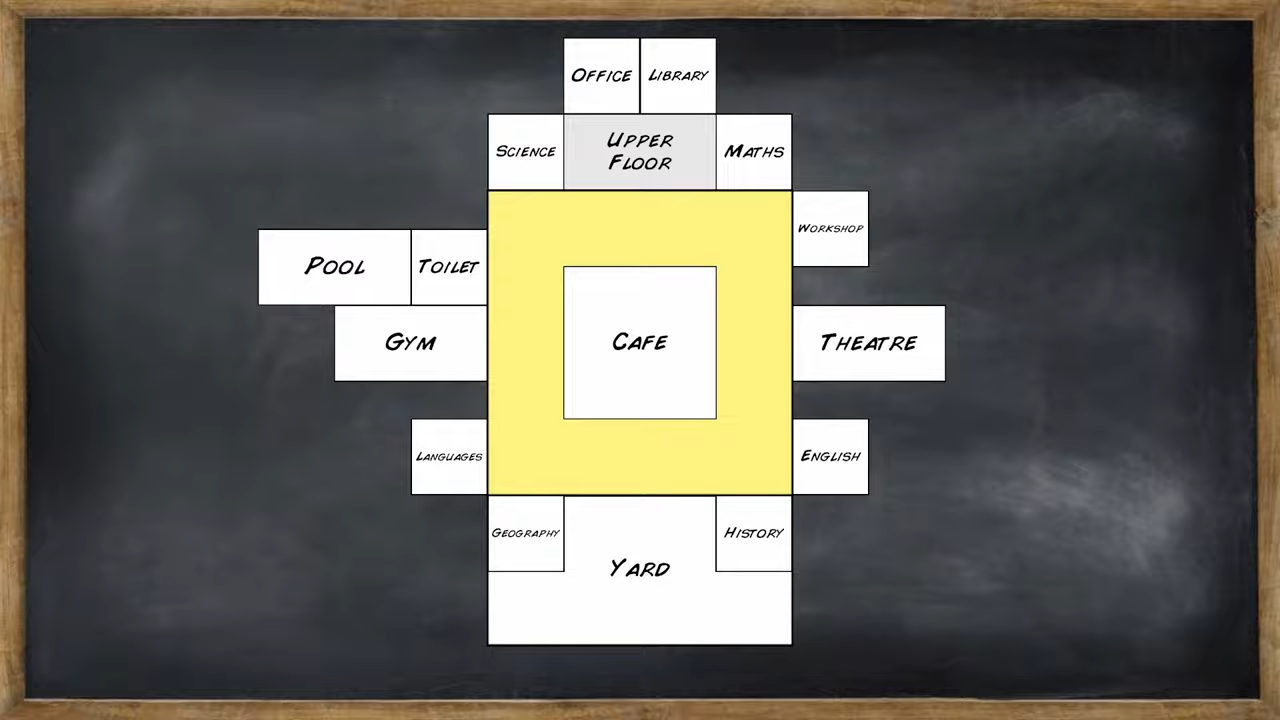 OFFICE
LIBRARY
SCIENCE
UPPER
FLOOR
MATHS
WORKSHOP
POOL
TOILET
GYM
CAFE
THEATRE
LANGUAGES
ENGLISH
GEOGRAPHY
HISTORY
YARD